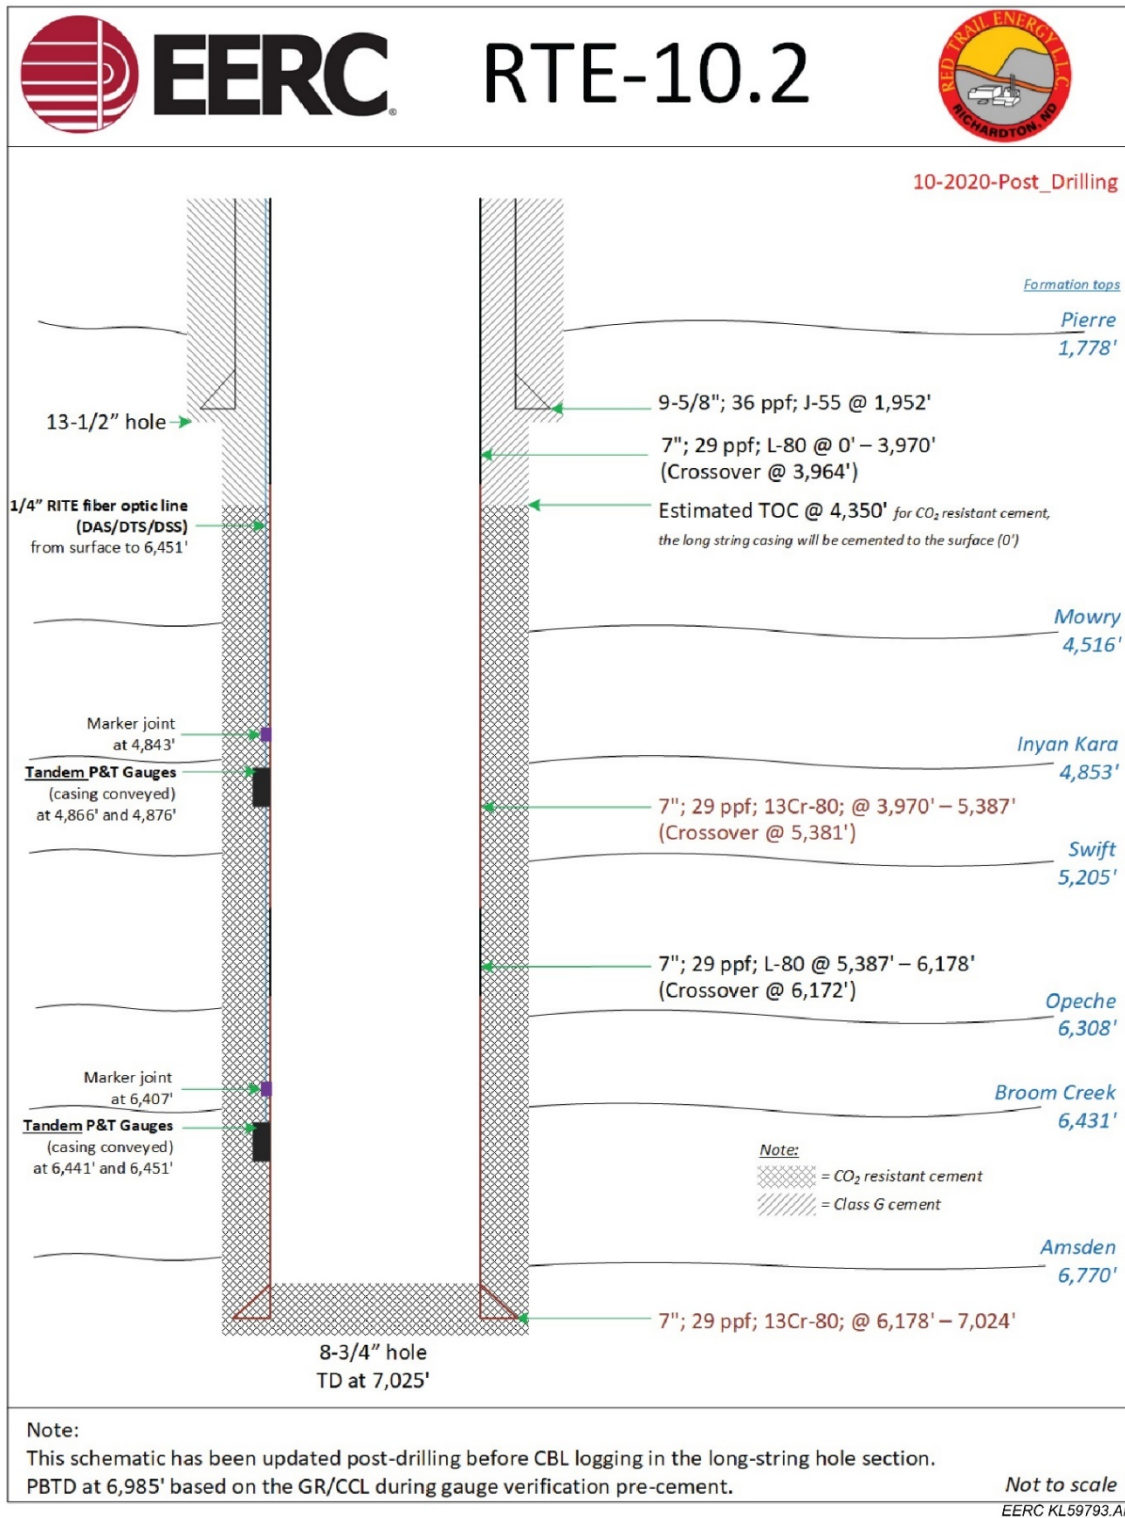 EERC®
RTE-10.2
RED TRAIL ENERGY L.L.C.
RICHARDTON, ND
10-2020-Post_Drilling
Formation tops
Pierre
1,778'
13-1/2" hole
9-5/8"; 36 ppf; J-55 @ 1,952'
7"; 29 ppf; L-80 @ 0' – 3,970'
(Crossover @ 3,964')
1/4" RITE fiber optic line
(DAS/DTS/DSS)
from surface to 6,451'
Estimated TOC @ 4,350' for CO₂ resistant cement,
the long string casing will be cemented to the surface (0')
Mowry
4,516'
Marker joint
at 4,843'
Inyan Kara
4,853'
Tandem P&T Gauges
(casing conveyed)
at 4,866' and 4,876'
7"; 29 ppf; 13Cr-80; @ 3,970' – 5,387'
(Crossover @ 5,381')
Swift
5,205'
7"; 29 ppf; L-80 @ 5,387' – 6,178'
(Crossover @ 6,172')
Opeche
6,308'
Marker joint
at 6,407'
Broom Creek
6,431'
Tandem P&T Gauges
(casing conveyed)
at 6,441' and 6,451'
Note:
= CO₂ resistant cement
= Class G cement
Amsden
6,770'
7"; 29 ppf; 13Cr-80; @ 6,178' – 7,024'
8-3/4" hole
TD at 7,025'
Note:
This schematic has been updated post-drilling before CBL logging in the long-string hole section.
PBTD at 6,985' based on the GR/CCL during gauge verification pre-cement.
Not to scale
EERC KL59793.AI